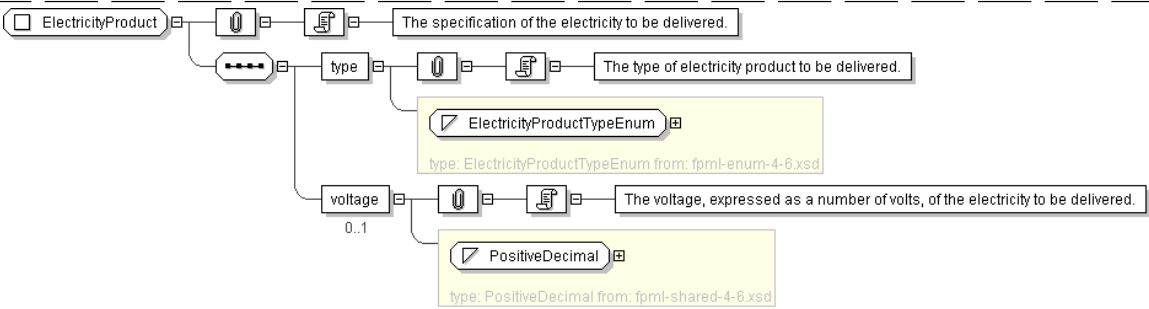 ElectricityProduct
The specification of the electricity to be delivered.
type
The type of electricity product to be delivered.
ElectricityProductTypeEnum
type: ElectricityProductTypeEnum from: fpml-enum-4-6.xsd
voltage
The voltage, expressed as a number of volts, of the electricity to be delivered.
0..1
PositiveDecimal
type: PositiveDecimal from: fpml-shared-4-6.xsd